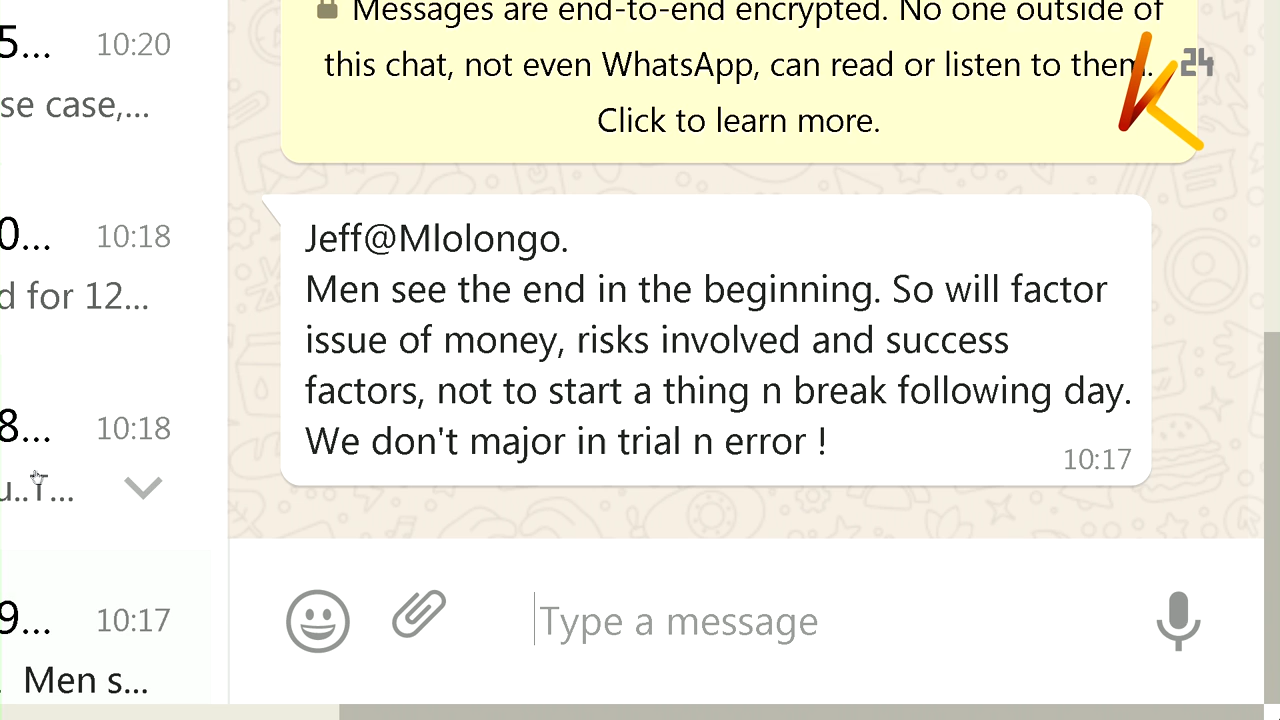 5... 10:20
se case,...
0... 10:18
d for 12...
8... 10:18
u..T...
9... 10:17
Men s...
Messages are end-to-end encrypted. No one outside of
this chat, not even WhatsApp, can read or listen to them.
Click to learn more.
K 24
Jeff@Mlolongo.
Men see the end in the beginning. So will factor
issue of money, risks involved and success
factors, not to start a thing n break following day.
We don't major in trial n error !
10:17
Type a message